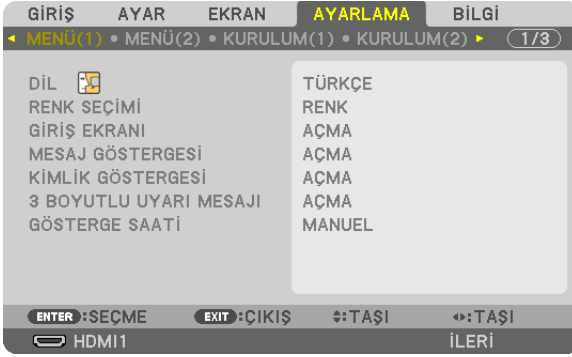 GİRİŞ AYAR EKRAN AYARLAMA BİLGİ
MENÜ(1) • MENÜ(2) • KURULUM(1) • KURULUM(2) 1/3
DİL TÜRKÇE
RENK SEÇİMİ RENK
GİRİŞ EKRANI AÇMA
MESAJ GÖSTERGESİ AÇMA
KİMLİK GÖSTERGESİ AÇMA
3 BOYUTLU UYARI MESAJI AÇMA
GÖSTERGE SAATİ MANUEL
ENTER :SEÇME EXIT :ÇIKIŞ :TAŞI :TAŞI
HDMI1 İLERİ